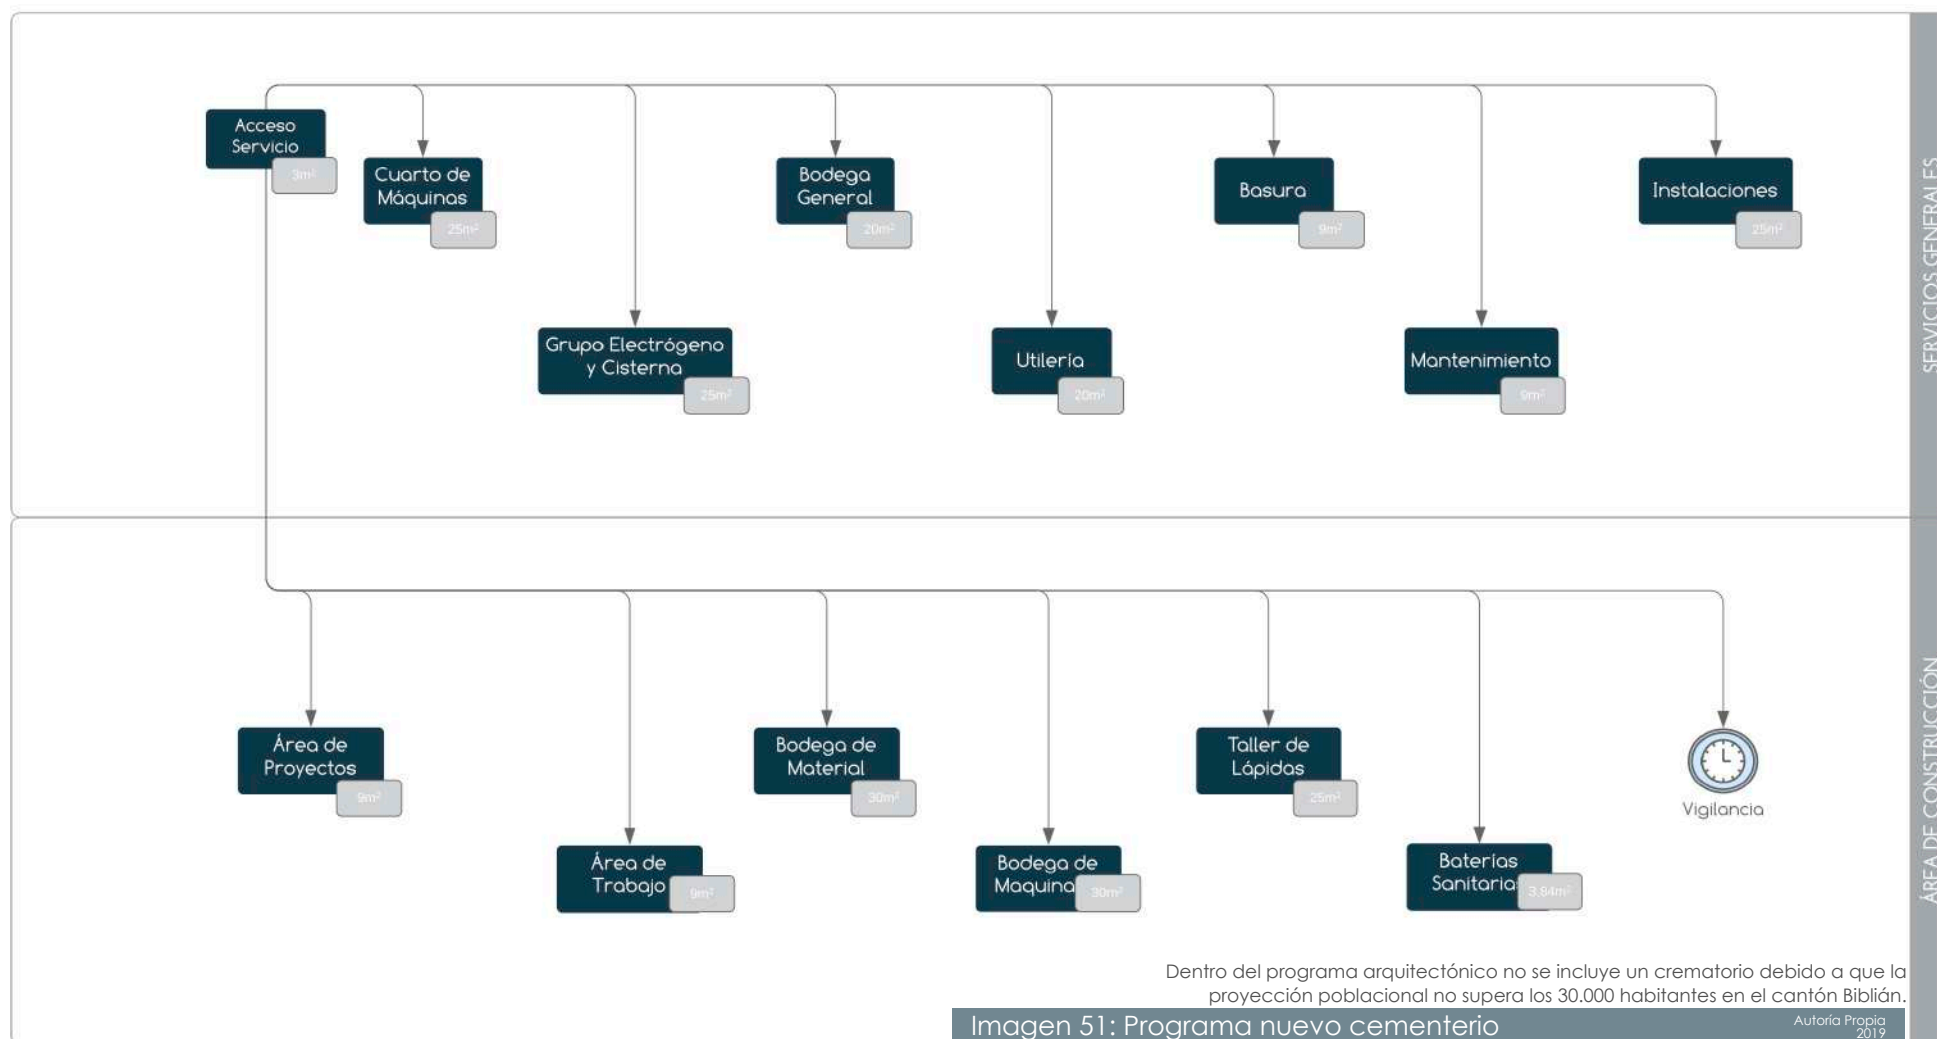 Acceso
Servicio
3m²
Cuarto de
Máquinas
25m²
Bodega
General
20m²
Basura
9m²
Instalaciones
25m²
Grupo Electrógeno
y Cisterna
25m²
Utilería
20m²
Mantenimiento
9m²
SERVICIOS GENERALES
Área de
Proyectos
9m²
Bodega de
Material
30m²
Taller de
Lápidas
25m²
Vigilancia
Área de
Trabajo
9m²
Bodega de
Maquina
30m²
Baterías
Sanitarias
3.84m²
ÁREA DE CONSTRUCCIÓN
Dentro del programa arquitectónico no se incluye un crematorio debido a que la
proyección poblacional no supera los 30.000 habitantes en el cantón Biblián.
Imagen 51: Programa nuevo cementerio
Autoría Propia
2019